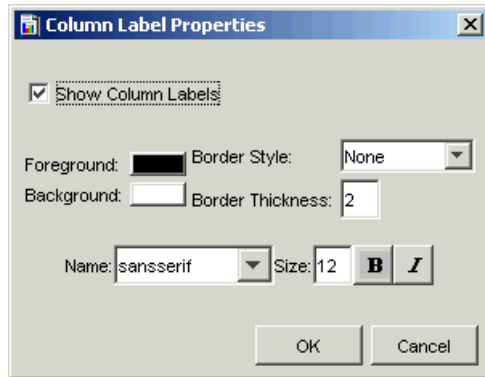 Column Label Properties
Show Column Labels
Foreground: Border Style: None
Background: Border Thickness: 2
Name: sansserif Size: 12 B I
OK Cancel